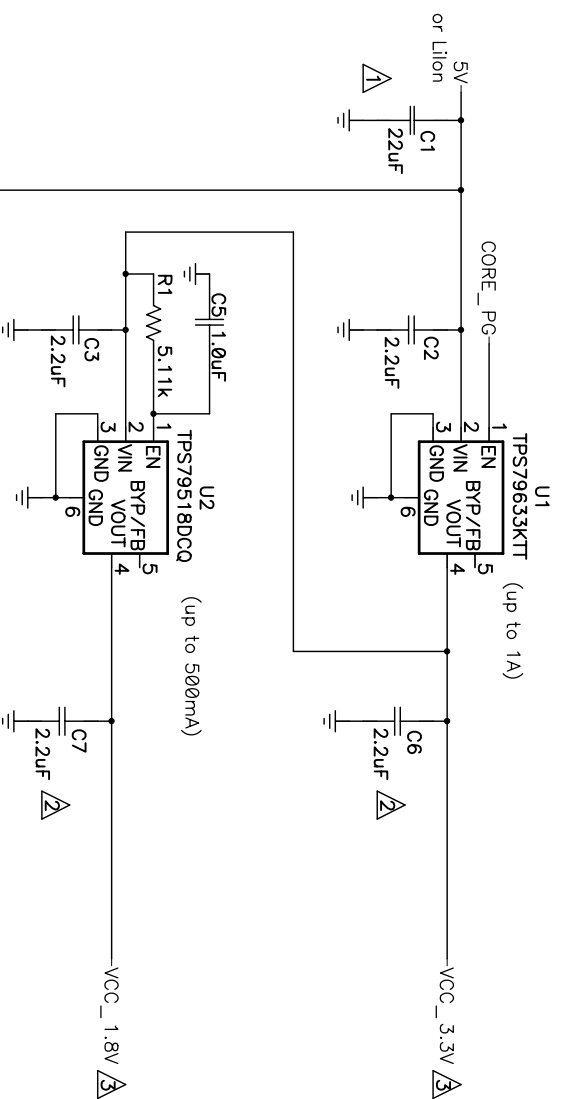 5V
or LiIon
1
C1
22uF
CORE_PG
C2
2.2uF
U1
TPS79633KTT
(up to 1A)
1
EN
2
VIN
3
GND
BYP/FB
5
VOUT
4
GND
6
C6
2.2uF
2
VCC_3.3V
3
C5
1.0uF
R1
5.11k
C3
2.2uF
U2
TPS79518DCQ
(up to 500mA)
1
EN
2
VIN
3
GND
BYP/FB
5
VOUT
4
GND
6
C7
2.2uF
2
VCC_1.8V
3